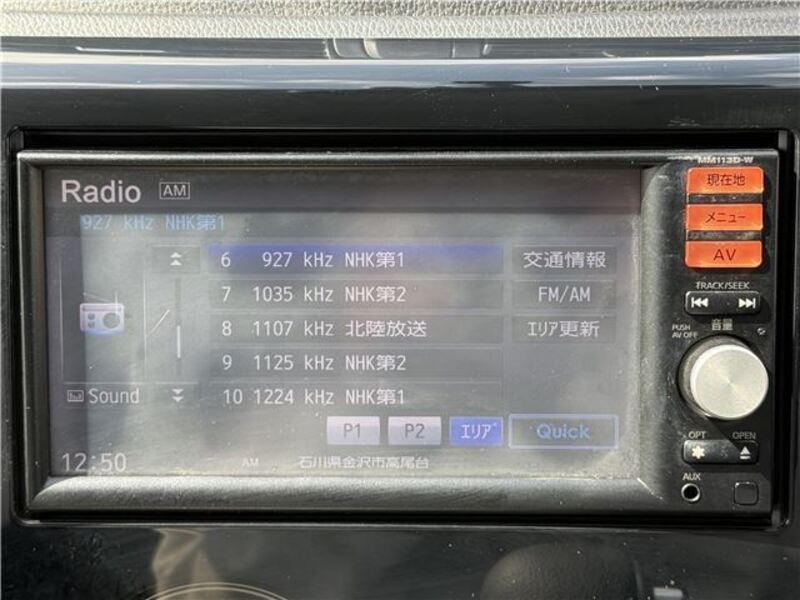 MM113D-W
Radio AM
927 kHz NHK第1
6 927 kHz NHK第1
7 1035 kHz NHK第2
8 1107 kHz 北陸放送
9 1125 kHz NHK第2
10 1224 kHz NHK第1
交通情報
FM/AM
エリア更新
Sound
P1 P2 エリア Quick
12:50 AM 石川県金沢市高尾台
現在地
メニュー
AV
TRACK/SEEK
音量
PUSH
AV OFF
OPT OPEN
AUX